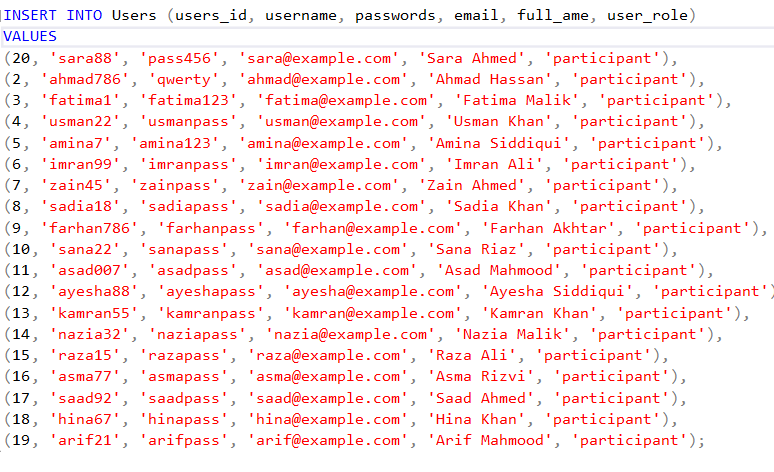 INSERT INTO Users (users_id, username, passwords, email, full_ame, user_role)
VALUES
(20, 'sara88', 'pass456', 'sara@example.com', 'Sara Ahmed', 'participant'),
(2, 'ahmad786', 'qwerty', 'ahmad@example.com', 'Ahmad Hassan', 'participant'),
(3, 'fatima1', 'fatima123', 'fatima@example.com', 'Fatima Malik', 'participant'),
(4, 'usman22', 'usmanpass', 'usman@example.com', 'Usman Khan', 'participant'),
(5, 'amina7', 'amina123', 'amina@example.com', 'Amina Siddiqui', 'participant'),
(6, 'imran99', 'imranpass', 'imran@example.com', 'Imran Ali', 'participant'),
(7, 'zain45', 'zainpass', 'zain@example.com', 'Zain Ahmed', 'participant'),
(8, 'sadia18', 'sadiapass', 'sadia@example.com', 'Sadia Khan', 'participant'),
(9, 'farhan786', 'farhanpass', 'farhan@example.com', 'Farhan Akhtar', 'participant'),
(10, 'sana22', 'sanapass', 'sana@example.com', 'Sana Riaz', 'participant'),
(11, 'asad007', 'asadpass', 'asad@example.com', 'Asad Mahmood', 'participant'),
(12, 'ayesha88', 'ayeshapass', 'ayesha@example.com', 'Ayesha Siddiqui', 'participant')
(13, 'kamran55', 'kamranpass', 'kamran@example.com', 'Kamran Khan', 'participant'),
(14, 'nazia32', 'naziapass', 'nazia@example.com', 'Nazia Malik', 'participant'),
(15, 'raza15', 'razapass', 'raza@example.com', 'Raza Ali', 'participant'),
(16, 'asma77', 'asmapass', 'asma@example.com', 'Asma Rizvi', 'participant'),
(17, 'saad92', 'saadpass', 'saad@example.com', 'Saad Ahmed', 'participant'),
(18, 'hina67', 'hinapass', 'hina@example.com', 'Hina Khan', 'participant'),
(19, 'arif21', 'arifpass', 'arif@example.com', 'Arif Mahmood', 'participant');